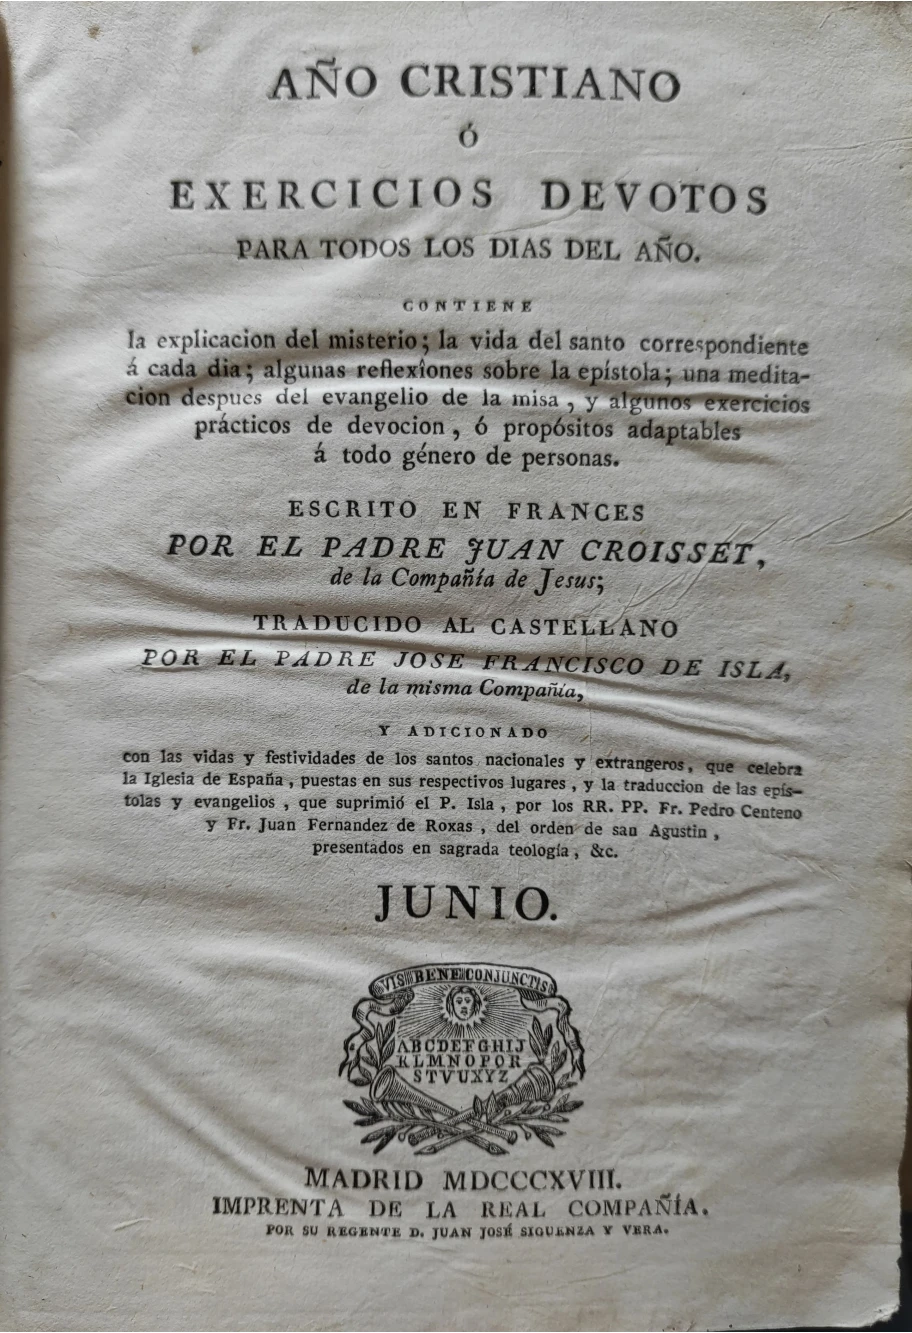 AÑO CRISTIANO
Ó
EXERCICIOS DEVOTOS
PARA TODOS LOS DIAS DEL AÑO.
CONTIENE
la explicacion del misterio; la vida del santo correspondiente
á cada dia; algunas reflexîones sobre la epístola; una medita-
cion despues del evangelio de la misa, y algunos exercicios
prácticos de devocion, ó propósitos adaptables
á todo género de personas.
ESCRITO EN FRANCES
POR EL PADRE JUAN CROISSET,
de la Compañía de Jesus;
TRADUCIDO AL CASTELLANO
POR EL PADRE JOSE FRANCISCO DE ISLA,
de la misma Compañía,
Y ADICIONADO
con las vidas y festividades de los santos nacionales y extrangeros, que celebra
la Iglesia de España, puestas en sus respectivos lugares, y la traduccion de las epís-
tolas y evangelios, que suprimió el P. Isla, por los RR. PP. Fr. Pedro Centeno
y Fr. Juan Fernandez de Roxas, del orden de san Agustin,
presentados en sagrada teología, &c.
JUNIO.
VIS BENE CONJUNCTIS
ABCDEFGHIJ
KLMNOPQR
STVUXYZ
MADRID MDCCCXVIII.
IMPRENTA DE LA REAL COMPAÑÍA.
POR SU REGENTE D. JUAN JOSÉ SIGUENZA Y VERA.